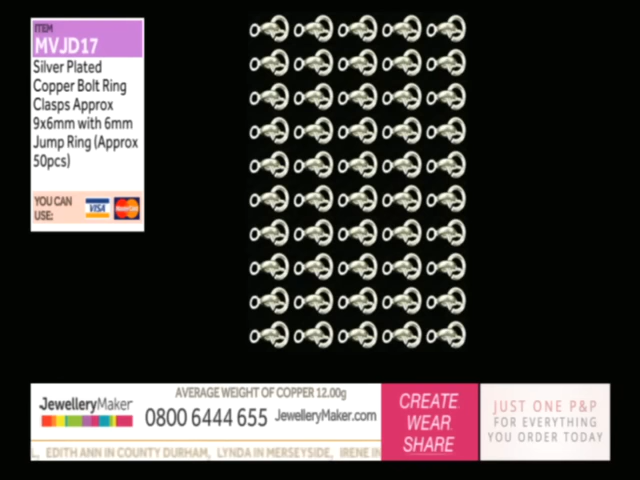 ITEM
MVJD17
Silver Plated
Copper Bolt Ring
Clasps Approx
9x6mm with 6mm
Jump Ring (Approx
50pcs)
YOU CAN
USE:
VISA
MasterCard
AVERAGE WEIGHT OF COPPER 12.00g
JewelleryMaker
0800 6444 655 JewelleryMaker.com
CREATE.
WEAR.
SHARE
JUST ONE P&P
FOR EVERYTHING
YOU ORDER TODAY
L, EDITH ANN IN COUNTY DURHAM, LYNDA IN MERSEYSIDE, IRENE IN